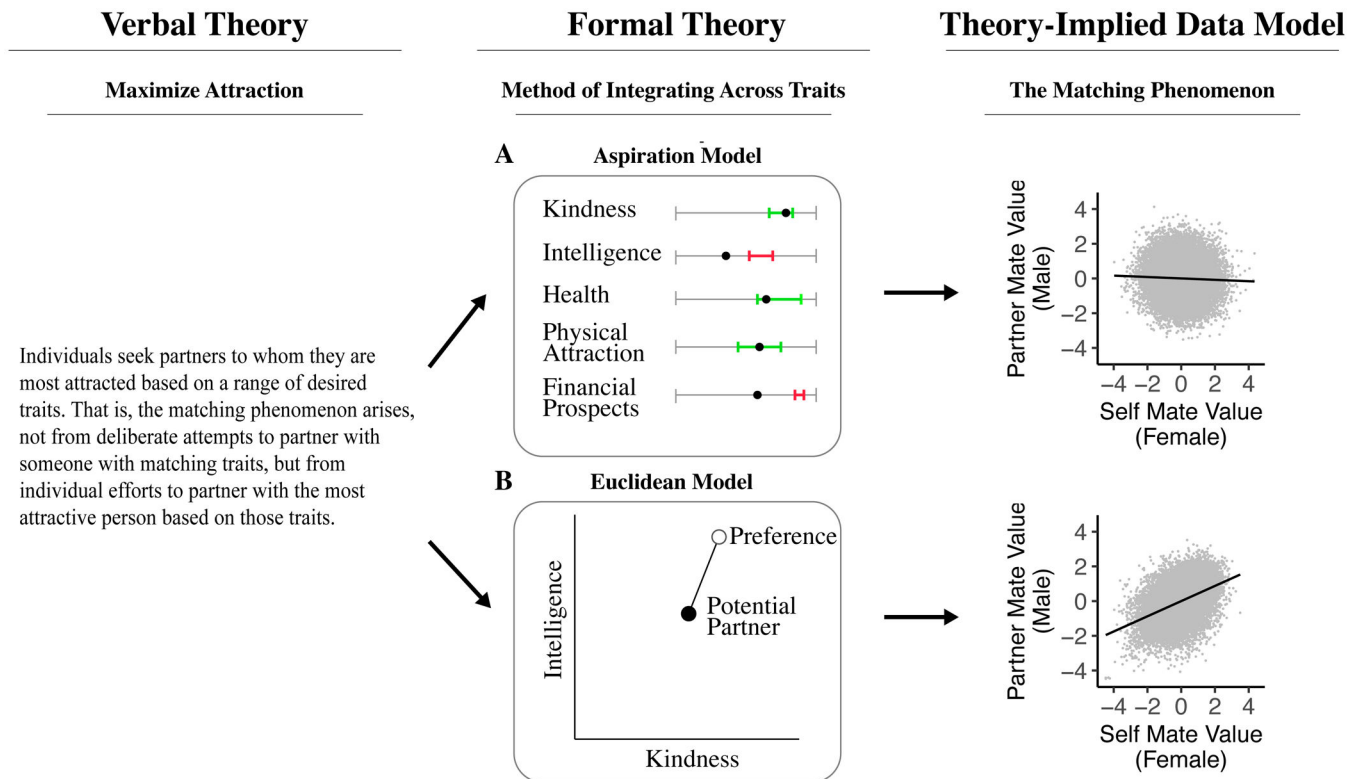 Verbal Theory
Formal Theory
Theory-Implied Data Model
Maximize Attraction
Method of Integrating Across Traits
The Matching Phenomenon
Individuals seek partners to whom they are
most attracted based on a range of desired
traits. That is, the matching phenomenon arises,
not from deliberate attempts to partner with
someone with matching traits, but from
individual efforts to partner with the most
attractive person based on those traits.
A
Aspiration Model
Kindness
Intelligence
Health
Physical
Attraction
Financial
Prospects
B
Euclidean Model
Intelligence
Preference
Potential
Partner
Kindness
Partner Mate Value
(Male)
4
2
0
−2
−4
−4 −2 0 2 4
Self Mate Value
(Female)
Partner Mate Value
(Male)
4
2
0
−2
−4
−4 −2 0 2 4
Self Mate Value
(Female)